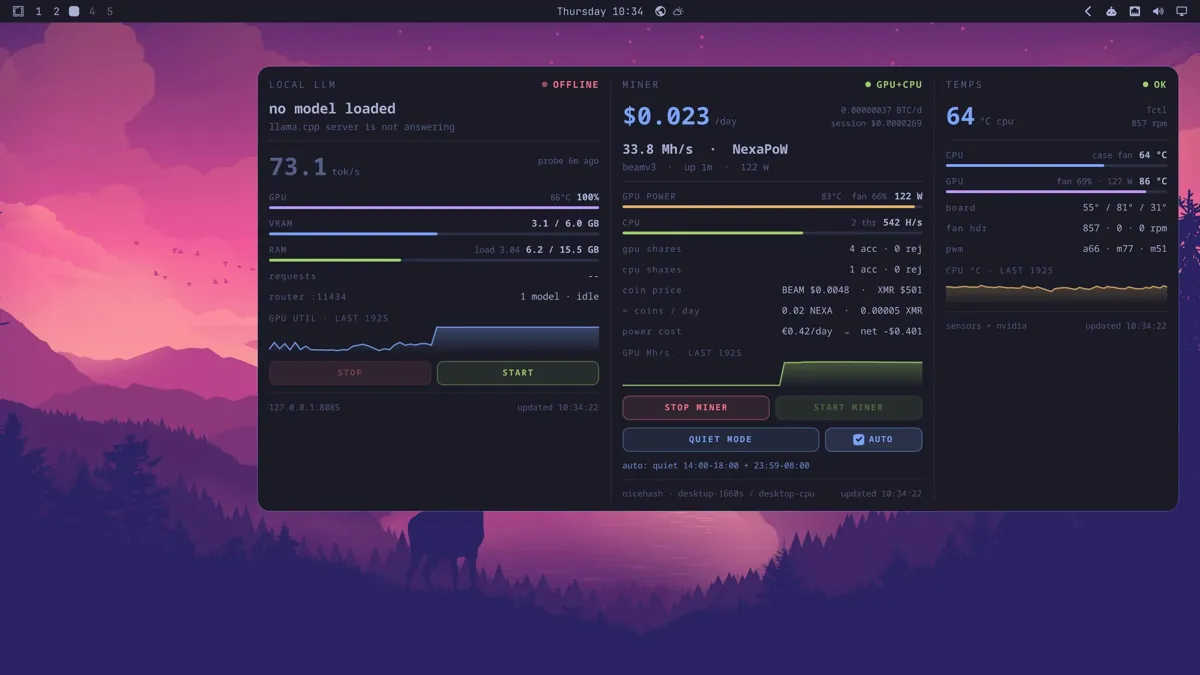 1 2 4 5
Thursday 10:34
LOCAL LLM
OFFLINE
no model loaded
llama.cpp server is not answering
73.1 tok/s
probe 6m ago
GPU
86°C 100%
VRAM
3.1 / 6.0 GB
RAM
load 3.04 6.2 / 15.5 GB
requests
--
router :11434
1 model · idle
GPU UTIL · LAST 192S
STOP
START
127.0.0.1:8085
updated 10:34:22
MINER
GPU+CPU
$0.023 /day
0.00000037 BTC/d
session $0.0000269
33.8 Mh/s · NexaPoW
beamv3 · up 1m · 122 W
GPU POWER
83°C fan 66% 122 W
CPU
2 thr 542 H/s
gpu shares
4 acc · 0 rej
cpu shares
1 acc · 0 rej
coin price
BEAM $0.0048 · XMR $501
≈ coins / day
0.02 NEXA · 0.00005 XMR
power cost
€0.42/day → net -$0.401
GPU Mh/s · LAST 192S
STOP MINER
START MINER
QUIET MODE
AUTO
auto: quiet 14:00-18:00 + 23:59-08:00
nicehash · desktop-1660s / desktop-cpu
updated 10:34:22
TEMPS
OK
64 °C cpu
Tctl
857 rpm
CPU
case fan 64 °C
GPU
fan 69% · 127 W 86 °C
board
55° / 81° / 31°
fan hdr
857 · 0 · 0 rpm
pwm
a66 · m77 · m51
CPU °C · LAST 192S
sensors + nvidia
updated 10:34:22